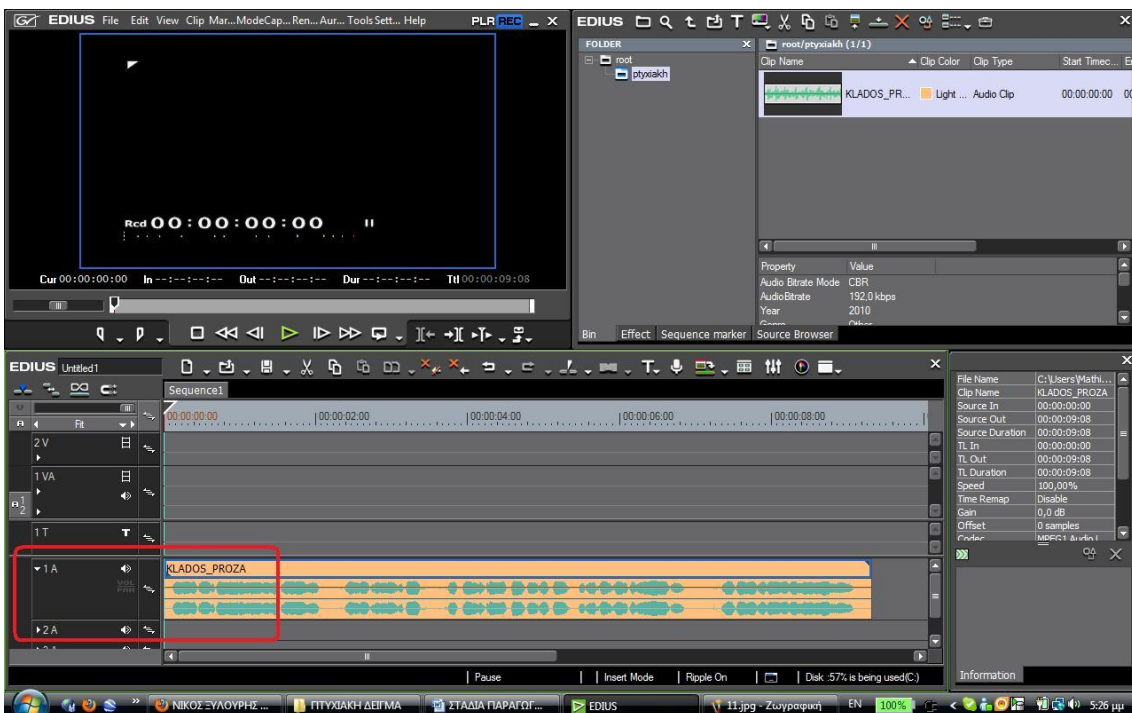 EDIUS File Edit View Clip Mar...ModeCap...Ren...Aur...Tools Sett... Help PLR REC
Rcd 00:00:00:00
Cur 00:00:00:00 In --:--:--:-- Out --:--:--:-- Dur --:--:--:-- Ttl 00:00:09:08
EDIUS
FOLDER
root
ptyxiakh
root/ptyxiakh (1/1)
Clip Name Clip Color Clip Type Start Timec...
KLADOS_PR... Light ... Audio Clip 00:00:00:00
Property Value
Audio Bitrate Mode CBR
AudioBitrate 192,0 kbps
Year 2010
Bin Effect Sequence marker Source Browser
EDIUS Untitled1
Sequence1
Fit
00:00:00:00 00:00:02:00 00:00:04:00 00:00:06:00 00:00:08:00
2 V
1 VA
1 T T
1 A
VOL
PAN
KLADOS_PROZA
2 A
Pause Insert Mode Ripple On Disk :57% is being used(C:)
File Name C:\Users\Mathi...
Clip Name KLADOS_PROZA
Source In 00:00:00:00
Source Out 00:00:09:08
Source Duration 00:00:09:08
TL In 00:00:00:00
TL Out 00:00:09:08
TL Duration 00:00:09:08
Speed 100,00%
Time Remap Disable
Gain 0,0 dB
Offset 0 samples
Codec MPEG1 Audio L
Information
ΝΙΚΟΣ ΞΥΛΟΥΡΗΣ ... ΠΤΥΧΙΑΚΗ ΔΕΙΓΜΑ ΣΤΑΔΙΑ ΠΑΡΑΓΩΓ... EDIUS 11.jpg - Ζωγραφική EN 100% 5:26 μμ